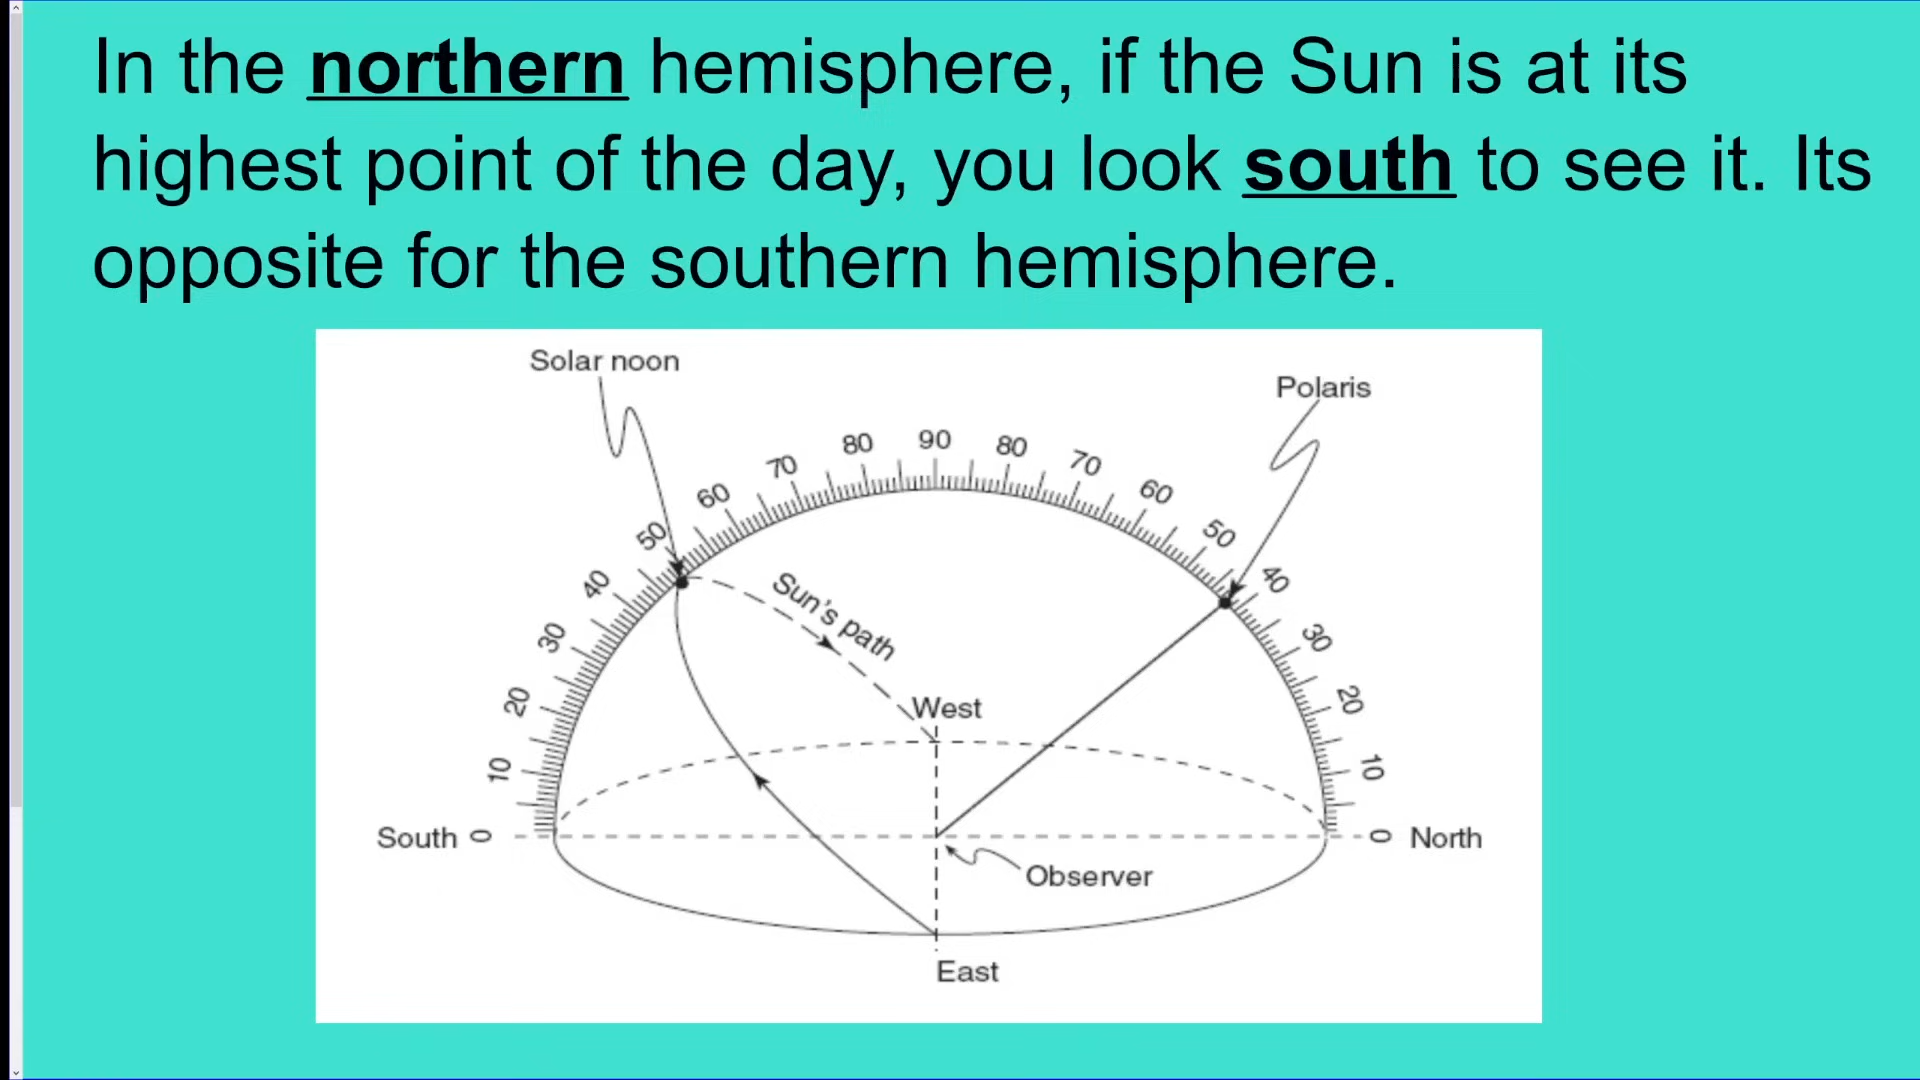 In the northern hemisphere, if the Sun is at its
highest point of the day, you look south to see it. Its
opposite for the southern hemisphere.
Solar noon
Polaris
10 20 30 40 50 60 70 80 90 80 70 60 50 40 30 20 10
Sun's path
West
South 0
0 North
Observer
East